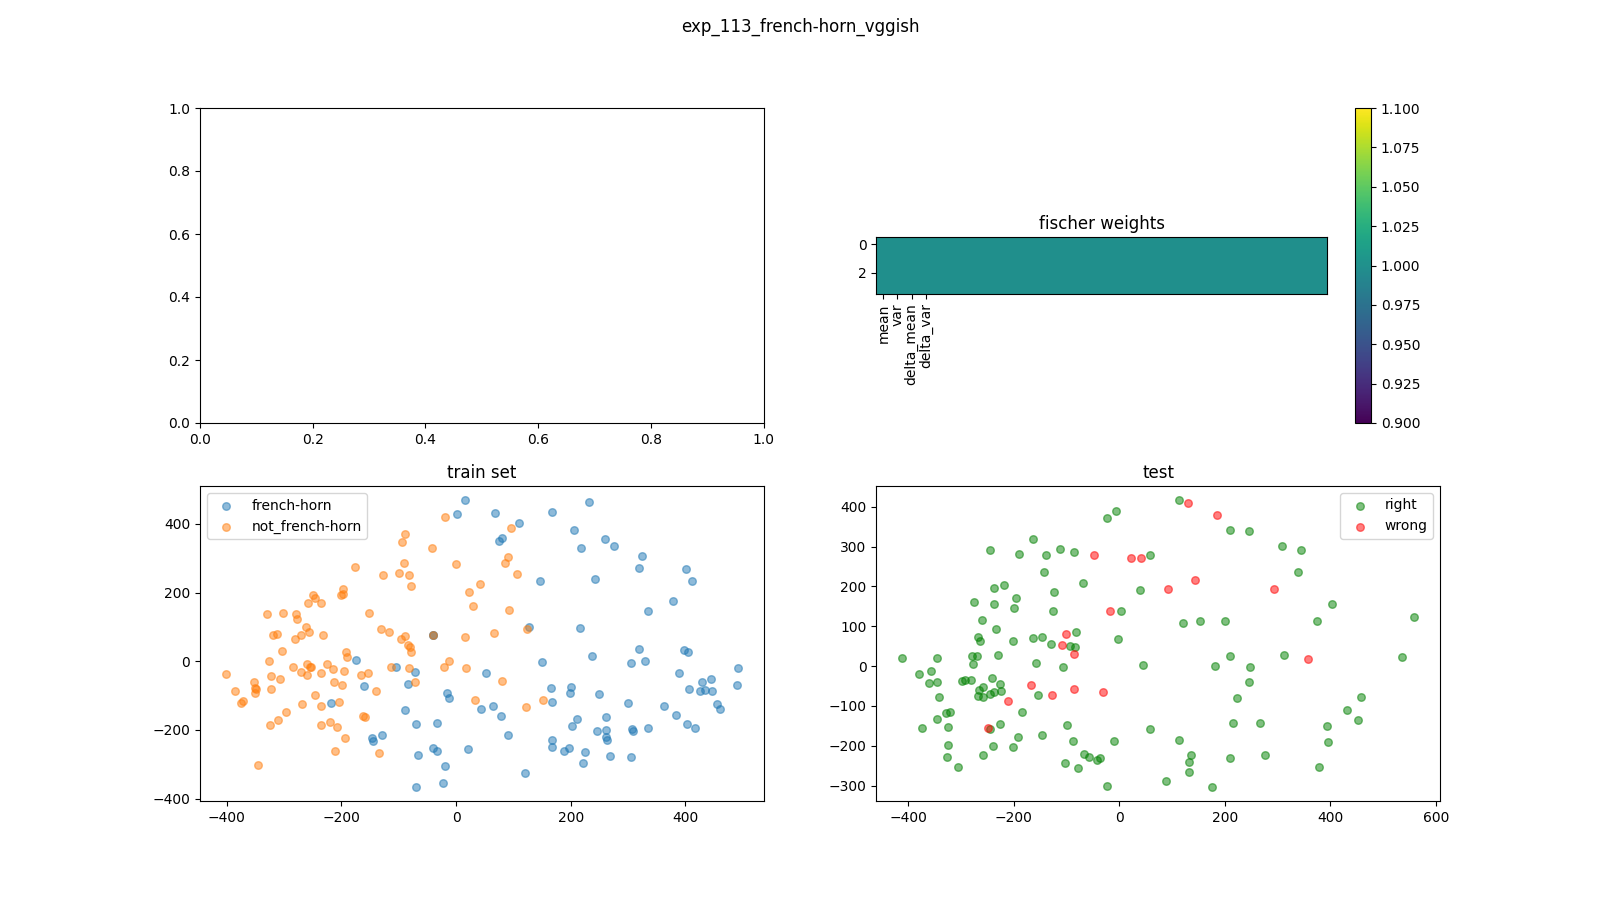 exp_113_french-horn_vggish
1.0
0.8
0.6
0.4
0.2
0.0
0.0 0.2 0.4 0.6 0.8 1.0
fischer weights
0
2
mean var delta_mean delta_var
1.100
1.075
1.050
1.025
1.000
0.975
0.950
0.925
0.900
train set
french-horn
not_french-horn
400
200
0
−200
−400
−400 −200 0 200 400
test
right
wrong
400
300
200
100
0
−100
−200
−300
−400 −200 0 200 400 600